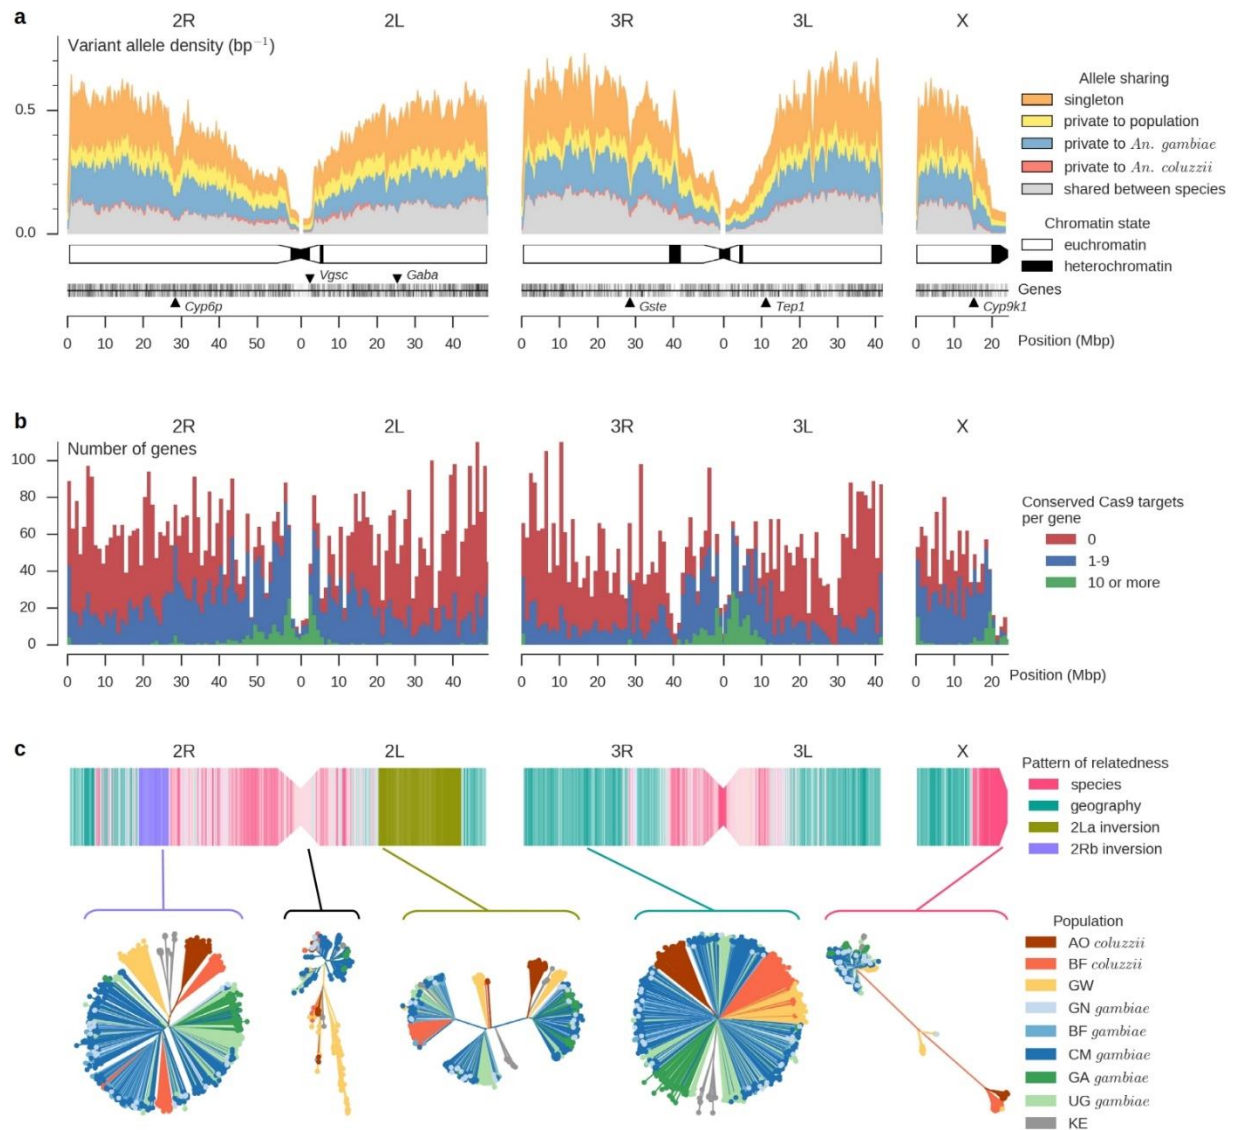 a
2R 2L 3R 3L X
Variant allele density (bp⁻¹)
0.5
0.0
Allele sharing
singleton
private to population
private to An. gambiae
private to An. coluzzii
shared between species
Chromatin state
euchromatin
heterochromatin
Vgsc Gaba
Genes
Cyp6p Gste Tep1 Cyp9k1
0 10 20 30 40 50 0 10 20 30 40 0 10 20 30 40 0 10 20 30 40 0 10 20 Position (Mbp)
b
2R 2L 3R 3L X
Number of genes
100
80
60
40
20
0
Conserved Cas9 targets
per gene
0
1-9
10 or more
0 10 20 30 40 50 0 10 20 30 40 0 10 20 30 40 0 10 20 30 40 0 10 20 Position (Mbp)
c
2R 2L 3R 3L X
Pattern of relatedness
species
geography
2La inversion
2Rb inversion
Population
AO coluzzii
BF coluzzii
GW
GN gambiae
BF gambiae
CM gambiae
GA gambiae
UG gambiae
KE